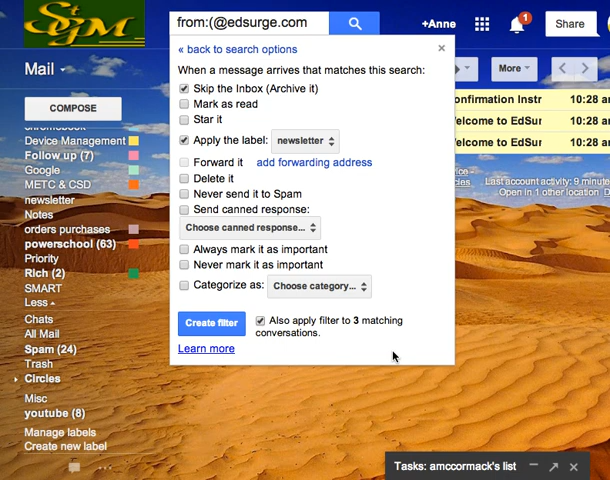 St
SGM
from:(@edsurge.com
+Anne
1
Share
« back to search options
×
When a message arrives that matches this search:
Skip the Inbox (Archive it)
Mark as read
Star it
Apply the label: newsletter
Forward it add forwarding address
Delete it
Never send it to Spam
Send canned response:
Choose canned response...
Always mark it as important
Never mark it as important
Categorize as: Choose category...
Create filter
Also apply filter to 3 matching
conversations.
Learn more
Mail
More
COMPOSE
chromebook
Device Management
Follow up (7)
Google
METC & CSD
newsletter
Notes
orders purchases
powerschool (63)
Priority
Rich (2)
SMART
Less
Chats
All Mail
Spam (24)
Trash
Circles
Misc
youtube (8)
Manage labels
Create new label
onfirmation Instr 10:28 a
elcome to EdSur 10:28 a
elcome to EdSur 10:28 a
Last account activity: 9 minute
Open in 1 other location
Tasks: amccormack's list